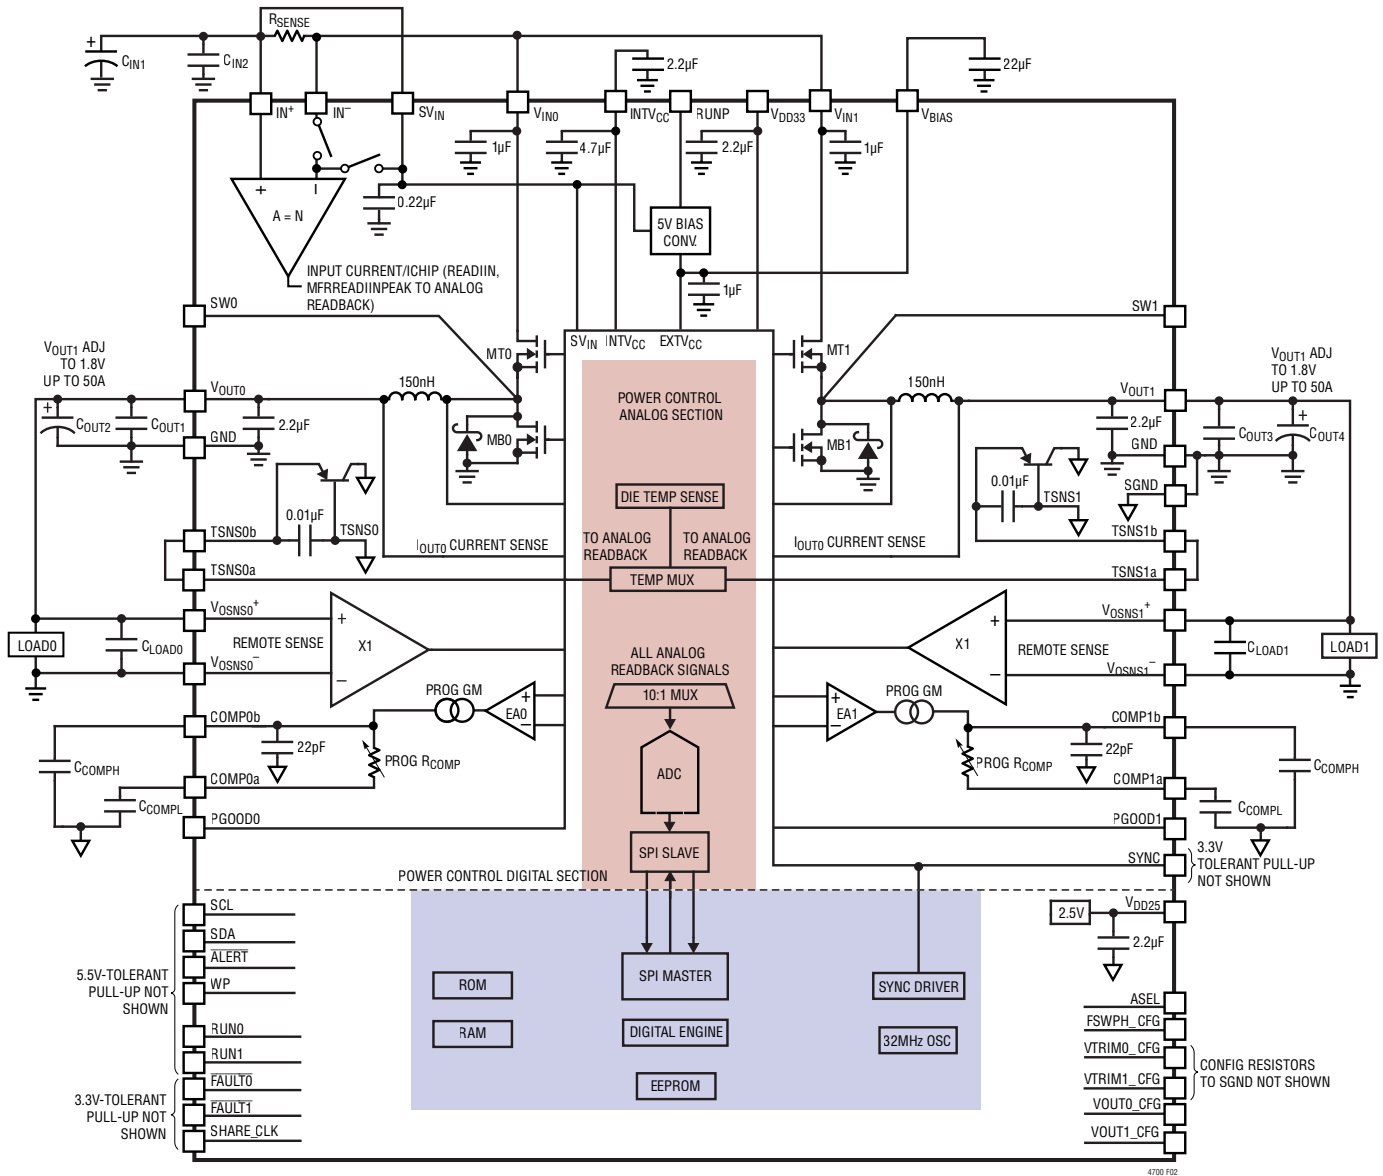 RSENSE
+
CIN1
CIN2
2.2µF
22µF
IN+
IN−
SVIN
VIN0
INTVCC
RUNP
VDD33
VIN1
VBIAS
1µF
4.7µF
2.2µF
1µF
+
−
A = N
0.22µF
5V BIAS
CONV.
INPUT CURRENT/ICHIP (READIIN,
MFRREADIINPEAK TO ANALOG
READBACK)
1µF
SW0
SW1
SVIN
INTVCC
EXTVCC
MT0
MT1
VOUT1 ADJ
TO 1.8V
UP TO 50A
VOUT1 ADJ
TO 1.8V
UP TO 50A
VOUT0
150nH
POWER CONTROL
ANALOG SECTION
150nH
VOUT1
+
COUT2
COUT1
2.2µF
GND
MB0
MB1
2.2µF
GND
COUT3
+
COUT4
SGND
DIE TEMP SENSE
0.01µF
TSNS0
TSNS0b
0.01µF
TSNS1
TSNS1b
IOUT0 CURRENT SENSE
TO ANALOG
READBACK
TO ANALOG
READBACK
IOUT0 CURRENT SENSE
TSNS0a
TEMP MUX
TSNS1a
VOSNS0+
+
+
VOSNS1+
LOAD0
CLOAD0
REMOTE SENSE
X1
X1
REMOTE SENSE
CLOAD1
LOAD1
VOSNS0−
−
−
VOSNS1−
ALL ANALOG
READBACK SIGNALS
10:1 MUX
PROG GM
EA0
+
−
+
−
EA1
PROG GM
COMP0b
COMP1b
22pF
PROG RCOMP
ADC
PROG RCOMP
22pF
CCOMPH
COMP0a
COMP1a
CCOMPH
CCOMPL
CCOMPL
PGOOD0
PGOOD1
SPI SLAVE
SYNC
3.3V
TOLERANT PULL-UP
NOT SHOWN
POWER CONTROL DIGITAL SECTION
SCL
2.5V
VDD25
SDA
2.2µF
ALERT
5.5V-TOLERANT
PULL-UP NOT
SHOWN
WP
ROM
SPI MASTER
SYNC DRIVER
ASEL
FSWPH_CFG
RUN0
RAM
DIGITAL ENGINE
32MHz OSC
RUN1
VTRIM0_CFG
CONFIG RESISTORS
TO SGND NOT SHOWN
FAULT0
EEPROM
VTRIM1_CFG
3.3V-TOLERANT
PULL-UP NOT
SHOWN
FAULT1
VOUT0_CFG
SHARE_CLK
VOUT1_CFG
4700 F02